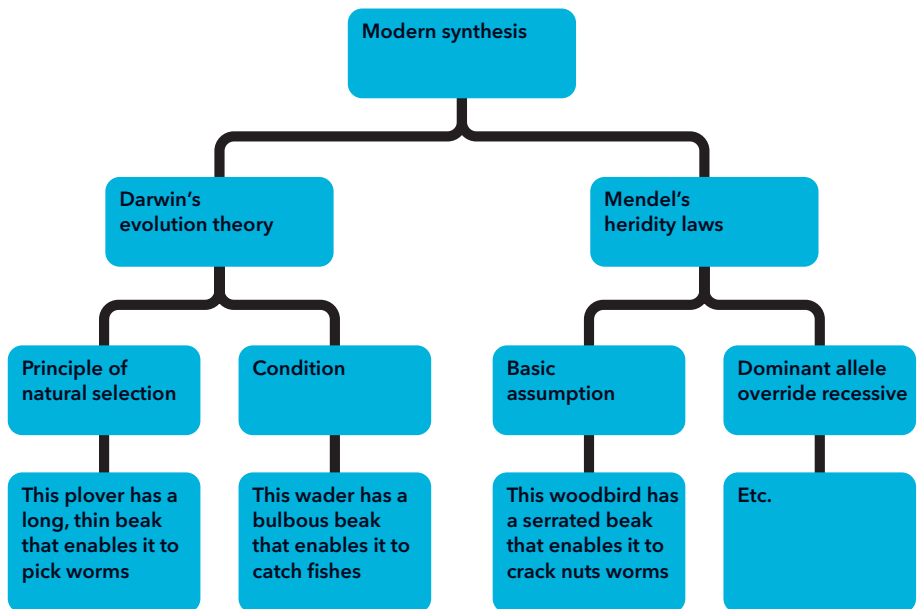 Modern synthesis
Darwin's
evolution theory
Mendel's
heridity laws
Principle of
natural selection
Condition
Basic
assumption
Dominant allele
override recessive
This plover has a
long, thin beak
that enables it to
pick worms
This wader has a
bulbous beak
that enables it to
catch fishes
This woodbird has
a serrated beak
that enables it to
crack nuts worms
Etc.